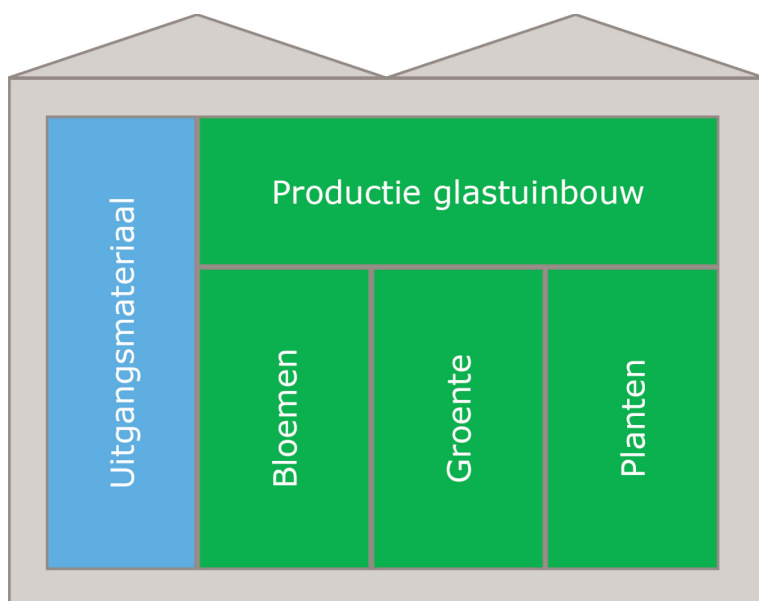 Uitgangsmateriaal
Productie glastuinbouw
Bloemen
Groente
Planten